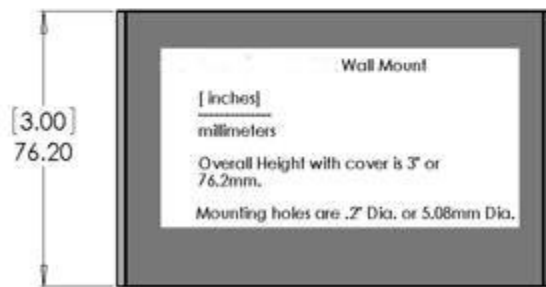 Wall Mount
[3.00]
76.20
[ inches]
millimeters
Overall Height with cover is 3" or
76.2mm.
Mounting holes are .2" Dia. or 5.08mm Dia.